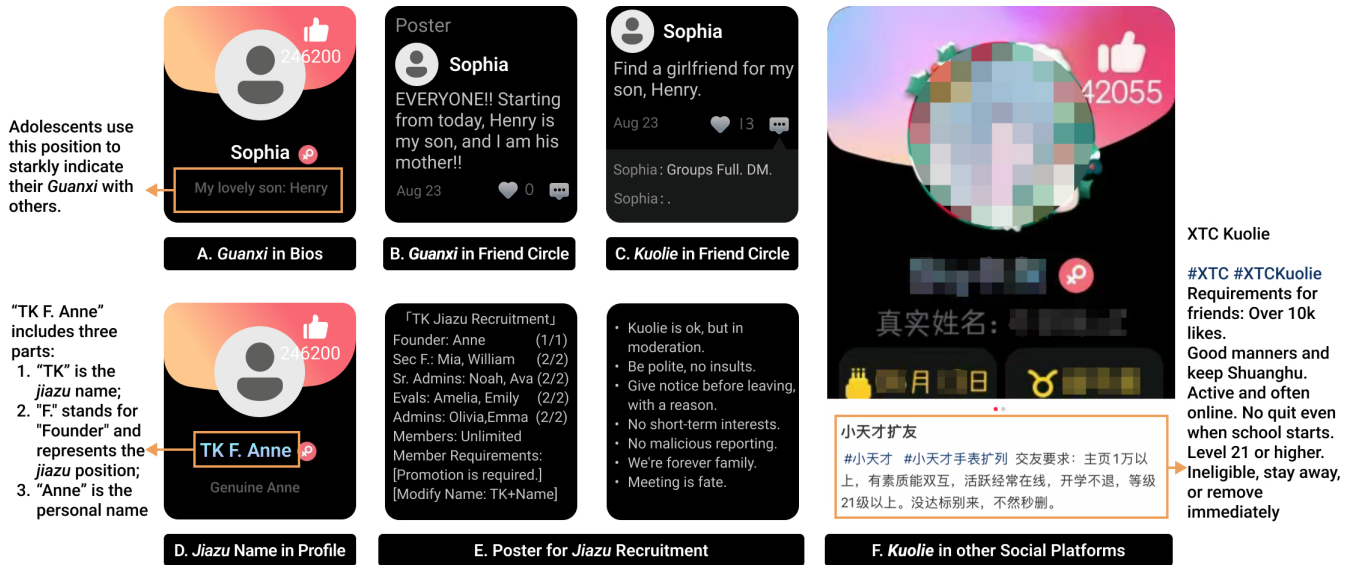 Adolescents use
this position to
starkly indicate
their Guanxi with
others.
246200
Sophia
My lovely son: Henry
A. Guanxi in Bios
Poster
Sophia
EVERYONE!! Starting
from today, Henry is
my son, and I am his
mother!!
Aug 23
0
B. Guanxi in Friend Circle
Sophia
Find a girlfriend for my
son, Henry.
Aug 23
13
Sophia: Groups Full. DM.
Sophia: .
C. Kuolie in Friend Circle
“TK F. Anne”
includes three
parts:
1. “TK” is the
jiazu name;
2. "F." stands for
"Founder" and
represents the
jiazu position;
3. “Anne” is the
personal name
246200
TK F. Anne
Genuine Anne
D. Jiazu Name in Profile
「TK Jiazu Recruitment」
Founder: Anne (1/1)
Sec F.: Mia, William (2/2)
Sr. Admins: Noah, Ava (2/2)
Evals: Amelia, Emily (2/2)
Admins: Olivia,Emma (2/2)
Members: Unlimited
Member Requirements:
[Promotion is required.]
[Modify Name: TK+Name]
• Kuolie is ok, but in
moderation.
• Be polite, no insults.
• Give notice before leaving,
with a reason.
• No short-term interests.
• No malicious reporting.
• We're forever family.
• Meeting is fate.
E. Poster for Jiazu Recruitment
42055
真实姓名:
月 日
小天才扩友
#小天才 #小天才手表扩列 交友要求：主页1万以
上，有素质能双互，活跃经常在线，开学不退，等级
21级以上。没达标别来，不然秒删。
F. Kuolie in other Social Platforms
XTC Kuolie
#XTC #XTCKuolie
Requirements for
friends: Over 10k
likes.
Good manners and
keep Shuanghu.
Active and often
online. No quit even
when school starts.
Level 21 or higher.
Ineligible, stay away,
or remove
immediately